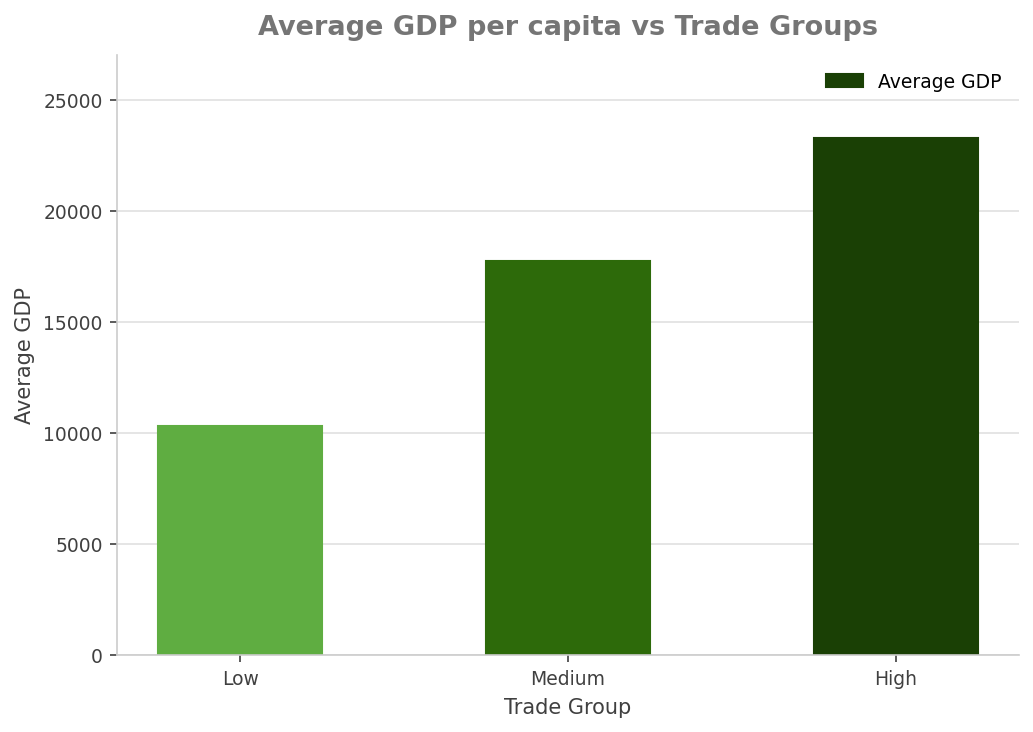 Average GDP per capita vs Trade Groups
Average GDP
25000
20000
15000
10000
5000
0
Average GDP
Low
Medium
High
Trade Group